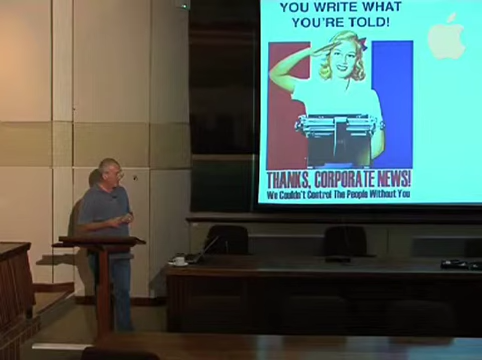 YOU WRITE WHAT
YOU'RE TOLD!
THANKS, CORPORATE NEWS!
We Couldn't Control The People Without You